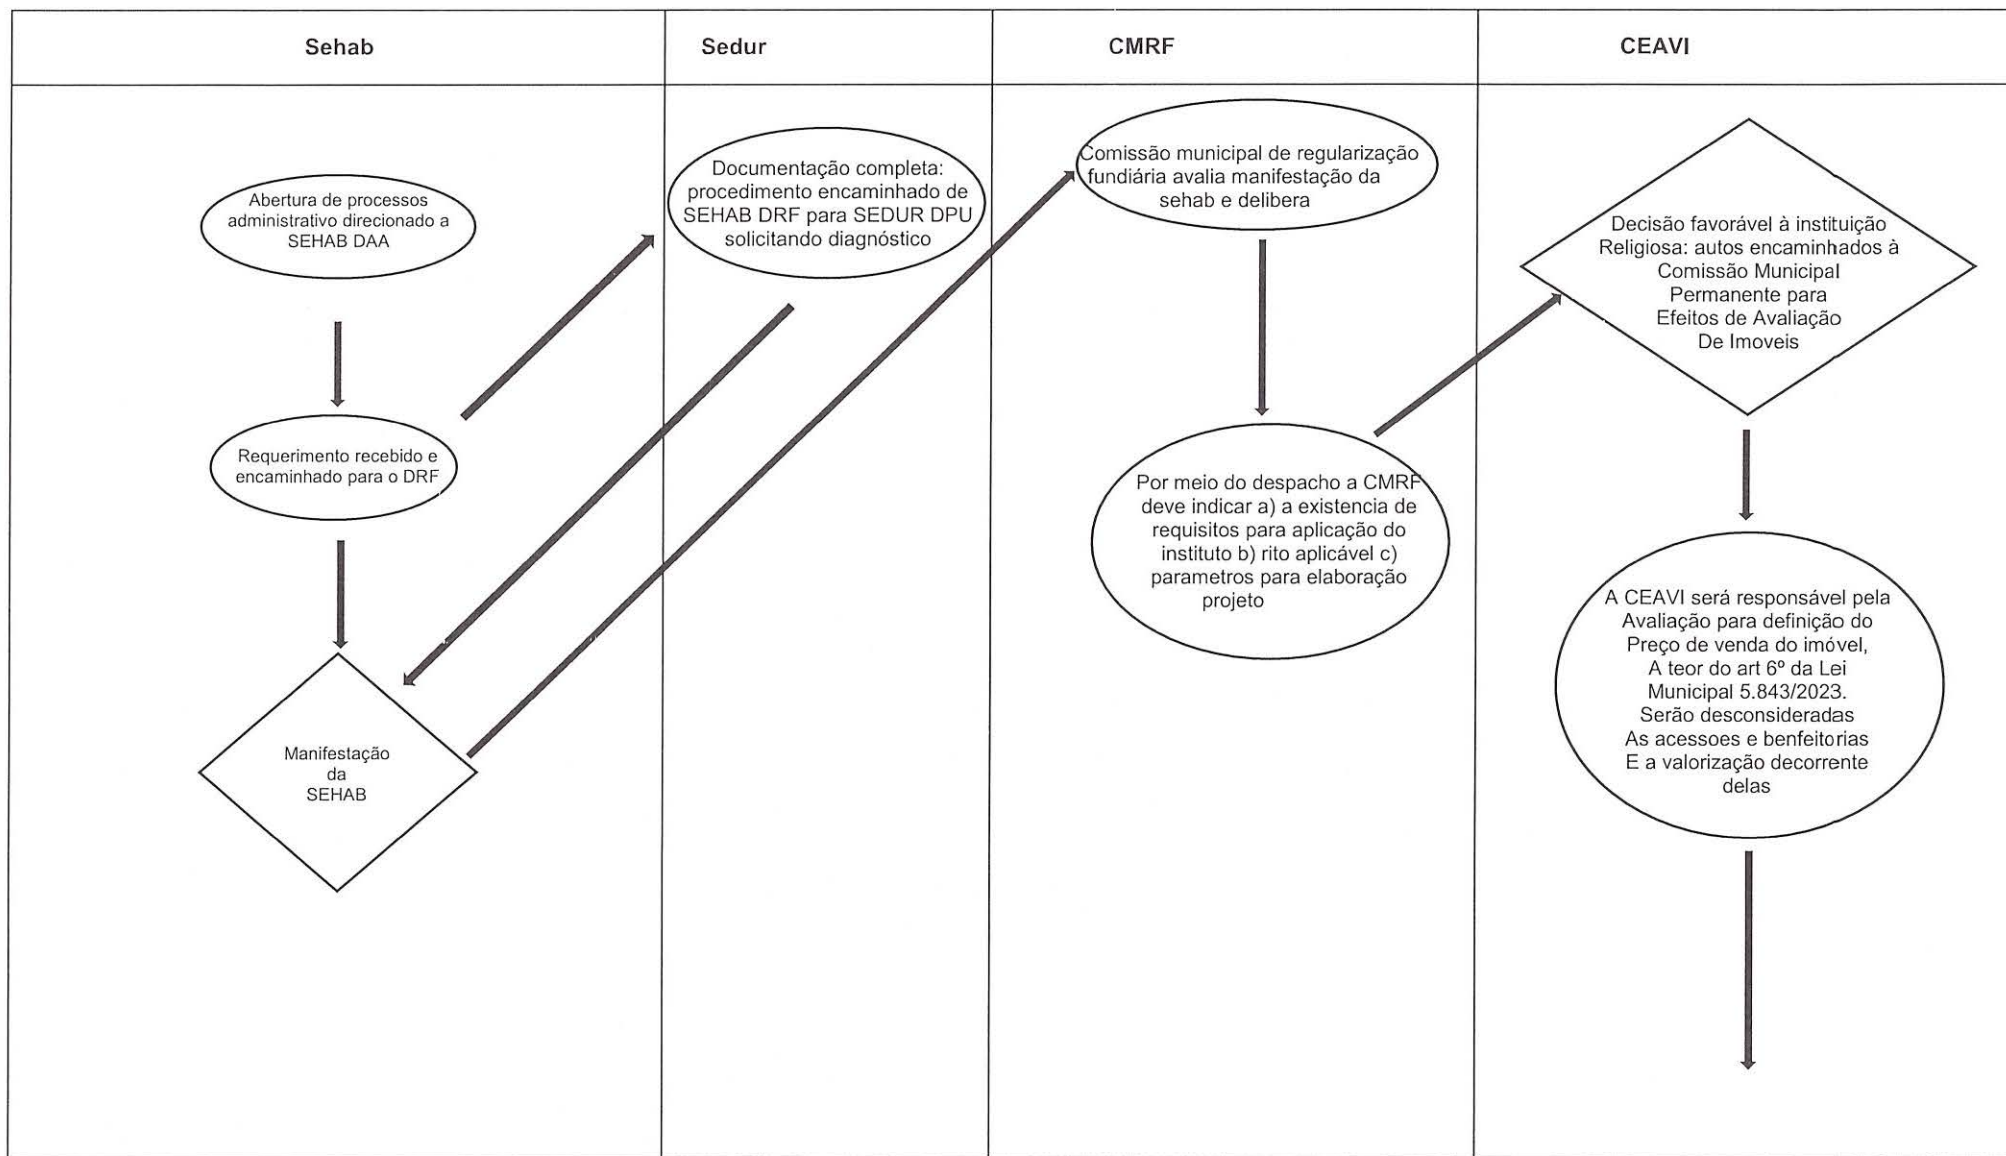 Sehab
Sedur
CMRF
CEAVI
Abertura de processos
administrativo direcionado a
SEHAB DAA
Requerimento recebido e
encaminhado para o DRF
Manifestação
da
SEHAB
Documentação completa:
procedimento encaminhado de
SEHAB DRF para SEDUR DPU
solicitando diagnóstico
Comissão municipal de regularização
fundiária avalia manifestação da
sehab e delibera
Por meio do despacho a CMRF
deve indicar a) a existencia de
requisitos para aplicação do
instituto b) rito aplicável c)
parametros para elaboração
projeto
Decisão favorável à instituição
Religiosa: autos encaminhados à
Comissão Municipal
Permanente para
Efeitos de Avaliação
De Imoveis
A CEAVI será responsável pela
Avaliação para definição do
Preço de venda do imóvel,
A teor do art 6º da Lei
Municipal 5.843/2023.
Serão desconsideradas
As acessoes e benfeitorias
E a valorização decorrente
delas